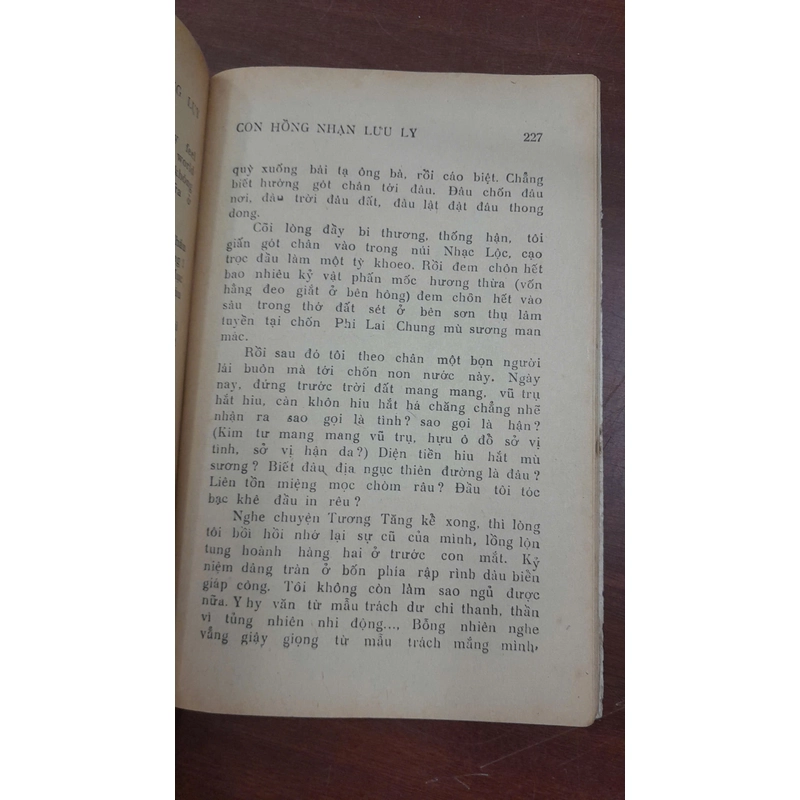 CON HỒNG NHẠN LƯU LY 227
quỳ xuống bái tạ ông bà, rồi cáo biệt. Chẳng
biết hướng gót chân tới đâu. Đâu chốn đâu
nơi, đâu trời đâu đất, đâu lật đật đâu thong
dong.
Cõi lòng đầy bi thương, thống hận, tôi
giấn gót chân vào trong núi Nhạc Lộc, cạo
trọc đầu làm một tỳ khoeo. Rồi đem chôn hết
bao nhiêu kỷ vật phấn mốc hương thừa (vốn
hằng đeo giắt ở bên hông) đem chôn hết vào
sâu trong thớ đất sét ở bên sơn thụ lâm
tuyền tại chốn Phi Lai Chung mù sương man
mác.
Rồi sau đó tôi theo chân một bọn người
lái buôn mà tới chốn non nước này. Ngày
nay, đứng trước trời đất mang mang, vũ trụ
hắt hiu, càn khôn hiu hắt há chăng chẳng nhẽ
nhận ra sao gọi là tình? sao gọi là hận?
(Kim tư mang mang vũ trụ, hựu ô đồ sở vị
tình, sở vị hận da?) Diện tiền hiu hắt mù
sương? Biết đâu địa ngục thiên đường là đâu?
Liên tồn miệng mọc chòm râu? Đầu tôi tóc
bạc khê đầu in rêu?
Nghe chuyện Tương Tăng kể xong, thì lòng
tôi bồi hồi nhớ lại sự cũ của mình, lồng lộn
tung hoành hàng hai ở trước con mắt. Kỷ
niệm dàng tràn ở bốn phía rập rình dàu biển
giáp công. Tôi không còn làm sao ngủ được
nữa. Y hy văn từ mẫu trách dư chi thanh, thần
vi tủng nhiên nhi động.... Bỗng nhiên nghe
vẳng giậy giọng từ mẫu trách mắng mình,